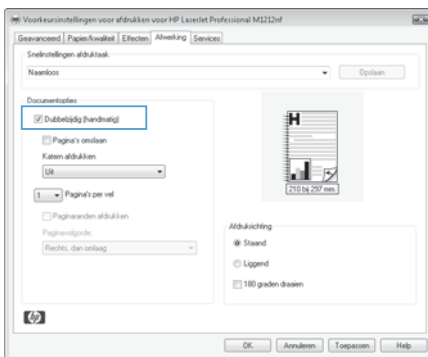 Voorkeursinstellingen voor afdrukken voor HP LaserJet Professional M1212nf
Geavanceerd Papier/kwaliteit Effecten Afwerking Services
Snelinstellingen afdruktaak
Naamloos Opslaan
Documentopties
Dubbelzijdig (handmatig)
Pagina's omslaan
Katern afdrukken
Uit
1 Pagina's per vel
Paginaranden afdrukken
Paginavolgorde:
Rechts, dan omlaag
H
210 bij 297 mm.
Afdrukrichting
Staand
Liggend
180 graden draaien
hp
OK Annuleren Toepassen Help